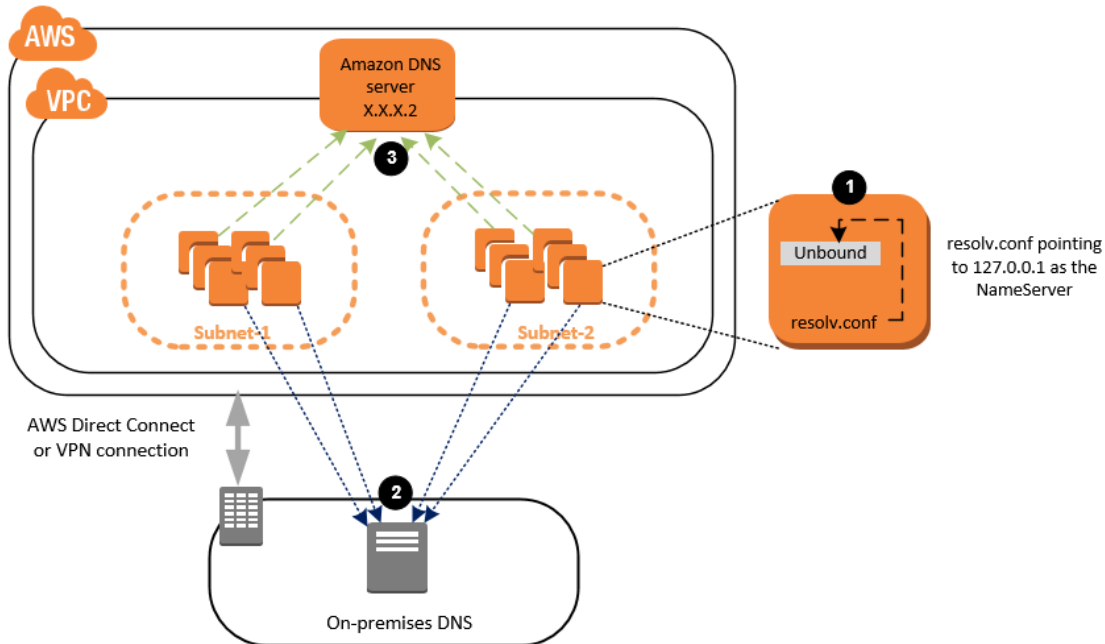 AWS
Amazon DNS
server
X.X.X.2
VPC
3
1
Unbound
resolv.conf
resolv.conf pointing
to 127.0.0.1 as the
NameServer
Subnet-1
Subnet-2
AWS Direct Connect
or VPN connection
2
On-premises DNS